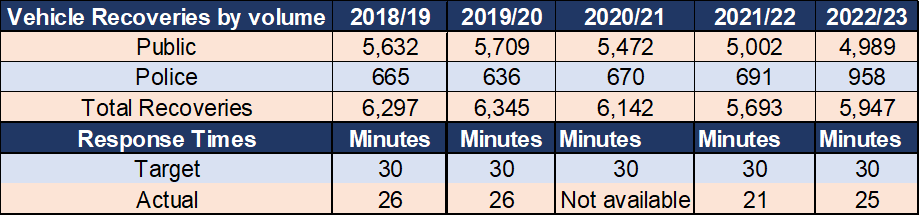 Vehicle Recoveries by volume 2018/19 2019/20 2020/21 2021/22 2022/23
Public 5,632 5,709 5,472 5,002 4,989
Police 665 636 670 691 958
Total Recoveries 6,297 6,345 6,142 5,693 5,947
Response Times Minutes Minutes Minutes Minutes Minutes
Target 30 30 30 30 30
Actual 26 26 Not available 21 25